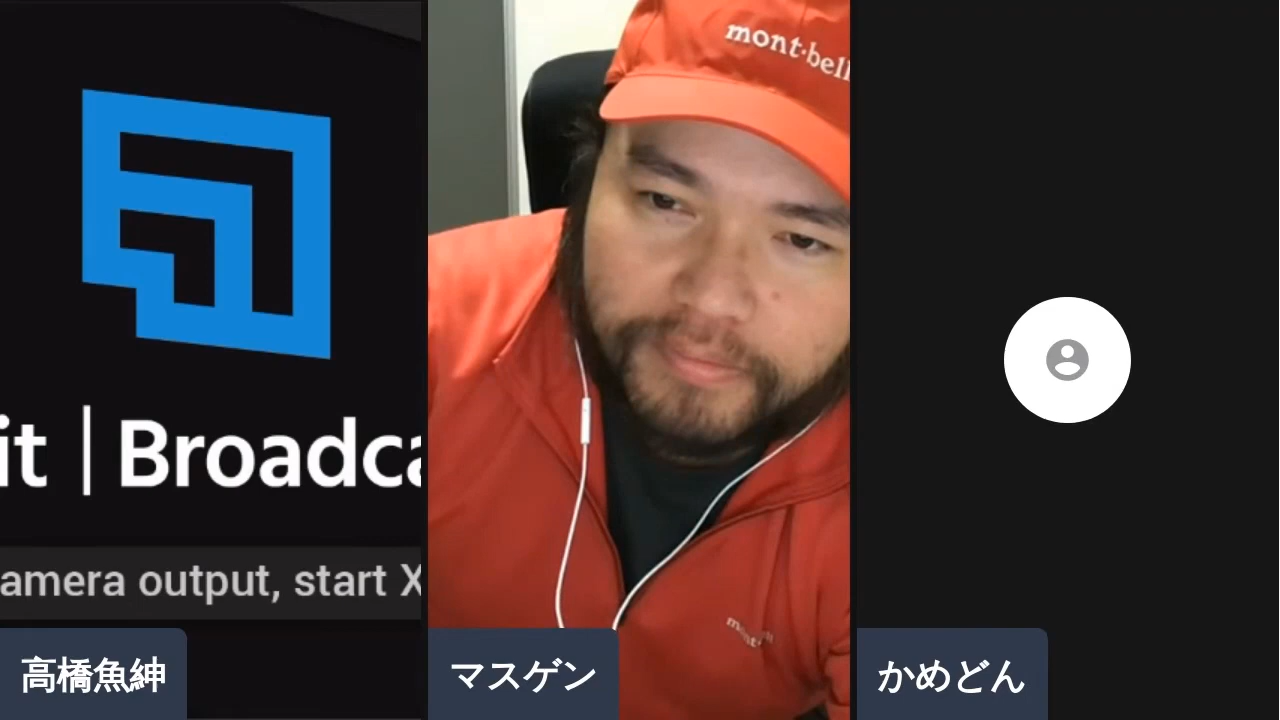 it | Broadca
amera output, start X
mont-bell
mont
高橋魚紳
マスゲン
かめどん